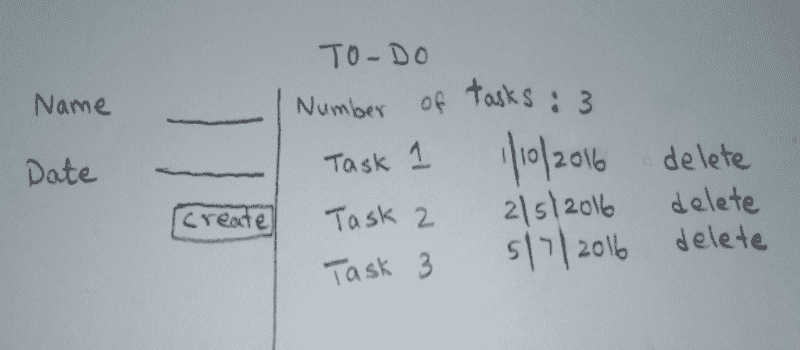 TO-DO
Name
Number of tasks : 3
Task 1 1/10/2016 delete
Date
Task 2 2/5/2016 delete
create
Task 3 5/7/2016 delete